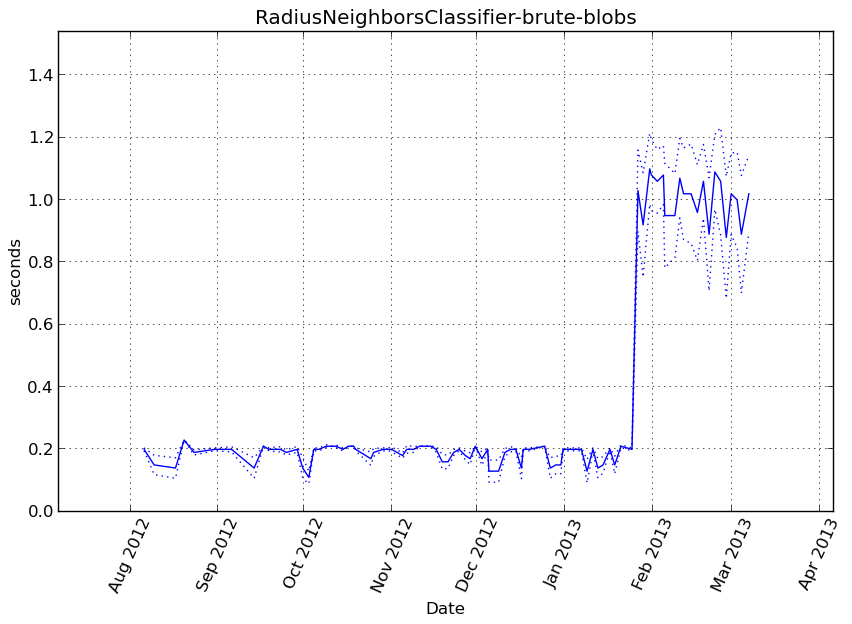 RadiusNeighborsClassifier-brute-blobs
1.4
1.2
1.0
0.8
0.6
0.4
0.2
0.0
seconds
Aug 2012
Sep 2012
Oct 2012
Nov 2012
Dec 2012
Jan 2013
Feb 2013
Mar 2013
Apr 2013
Date